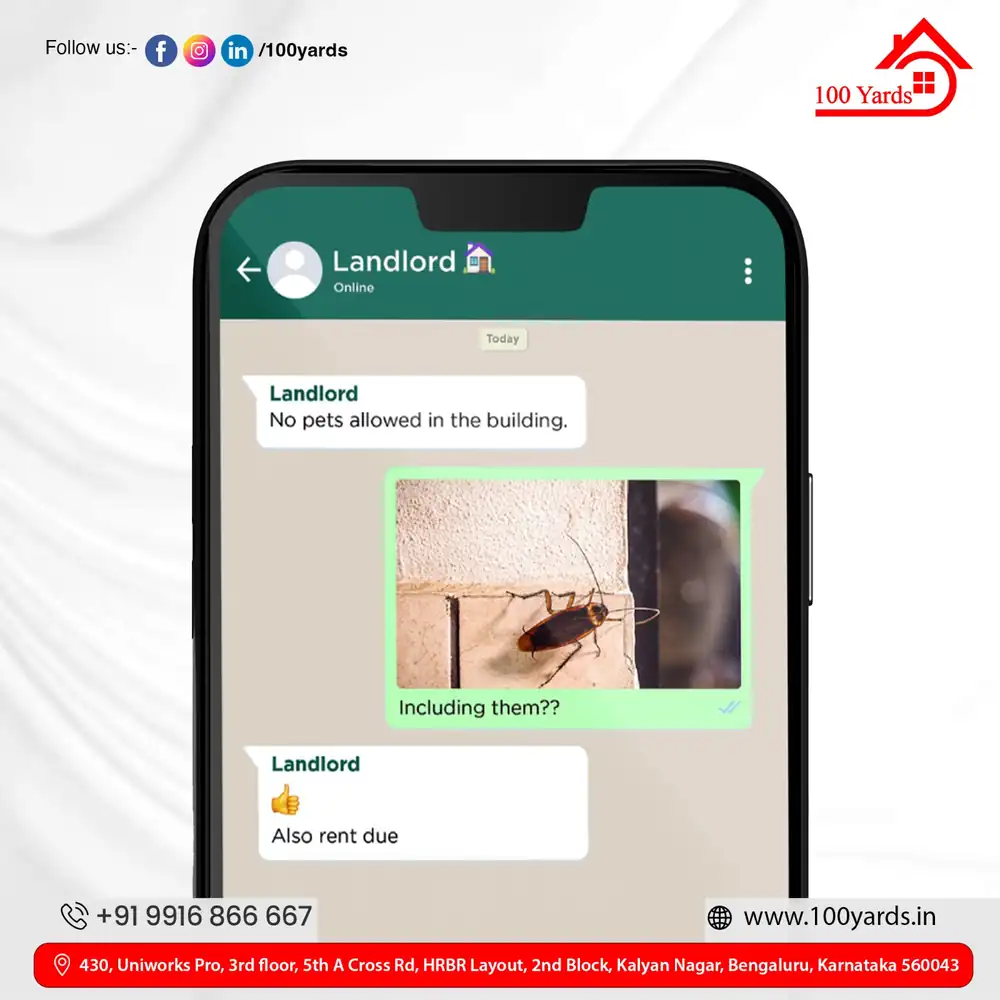 Follow us:- /100yards
100 Yards
Landlord
Online
Today
Landlord
No pets allowed in the building.
Including them??
Landlord
👍
Also rent due
+91 9916 866 667
www.100yards.in
430, Uniworks Pro, 3rd floor, 5th A Cross Rd, HRBR Layout, 2nd Block, Kalyan Nagar, Bengaluru, Karnataka 560043